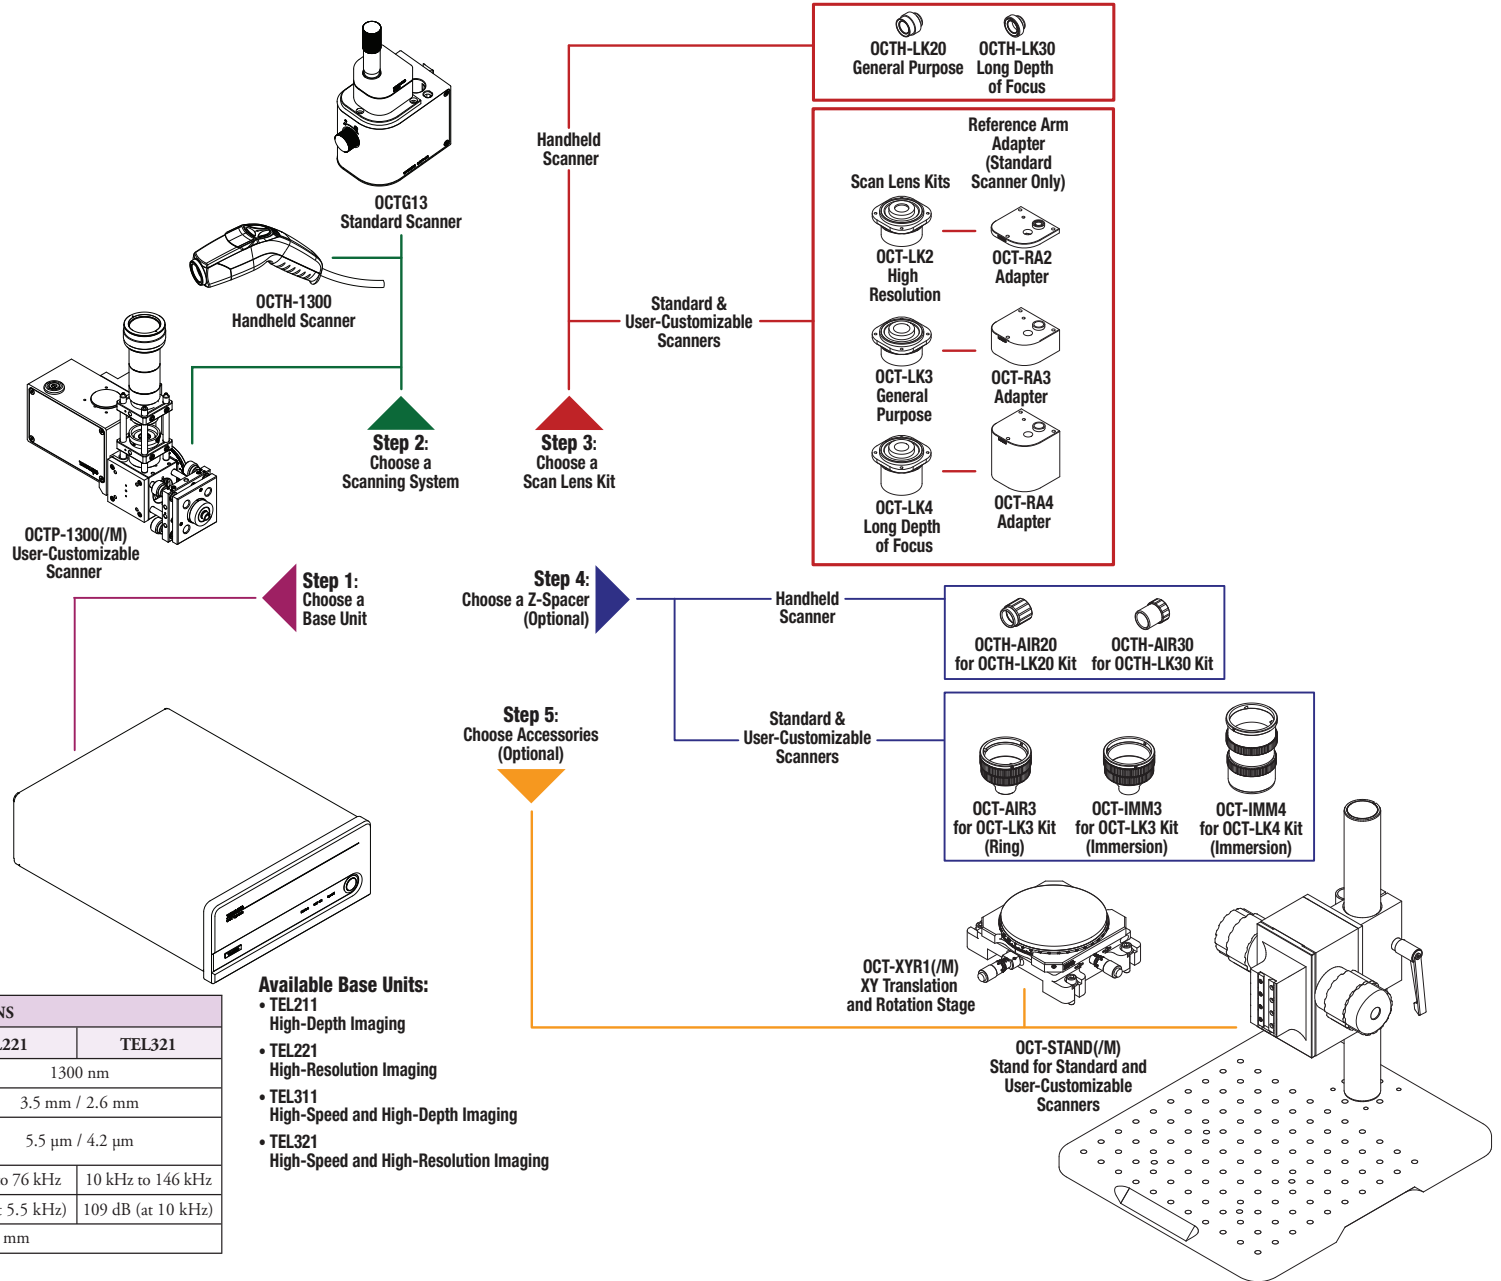 OCTG13
Standard Scanner
OCTH-1300
Handheld Scanner
OCTP-1300(/M)
User-Customizable
Scanner
Step 2:
Choose a
Scanning System
Step 3:
Choose a
Scan Lens Kit
Handheld
Scanner
OCTH-LK20
General Purpose
OCTH-LK30
Long Depth
of Focus
Standard &
User-Customizable
Scanners
Scan Lens Kits
Reference Arm
Adapter
(Standard
Scanner Only)
OCT-LK2
High
Resolution
OCT-RA2
Adapter
OCT-LK3
General
Purpose
OCT-RA3
Adapter
OCT-LK4
Long Depth
of Focus
OCT-RA4
Adapter
Step 1:
Choose a
Base Unit
Step 4:
Choose a Z-Spacer
(Optional)
Handheld
Scanner
OCTH-AIR20
for OCTH-LK20 Kit
OCTH-AIR30
for OCTH-LK30 Kit
Standard &
User-Customizable
Scanners
OCT-AIR3
for OCT-LK3 Kit
(Ring)
OCT-IMM3
for OCT-LK3 Kit
(Immersion)
OCT-IMM4
for OCT-LK4 Kit
(Immersion)
Step 5:
Choose Accessories
(Optional)
OCT-XYR1(/M)
XY Translation
and Rotation Stage
OCT-STAND(/M)
Stand for Standard and
User-Customizable
Scanners
Available Base Units:
• TEL211
High-Depth Imaging
• TEL221
High-Resolution Imaging
• TEL311
High-Speed and High-Depth Imaging
• TEL321
High-Speed and High-Resolution Imaging
NS
221 TEL321
1300 nm
3.5 mm / 2.6 mm
5.5 µm / 4.2 µm
o 76 kHz 10 kHz to 146 kHz
5.5 kHz) 109 dB (at 10 kHz)
mm